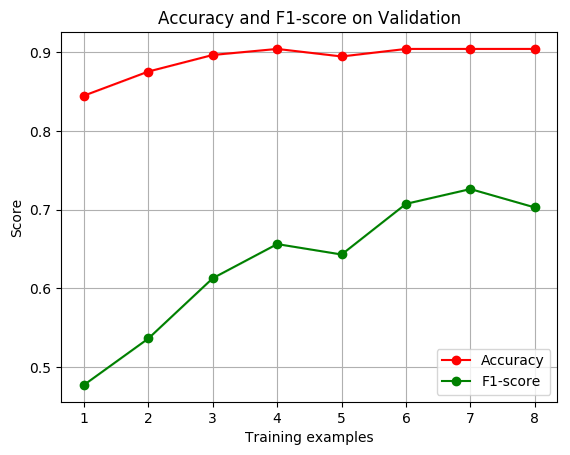 Accuracy and F1-score on Validation
Score
0.9
0.8
0.7
0.6
0.5
1 2 3 4 5 6 7 8
Training examples
Accuracy
F1-score